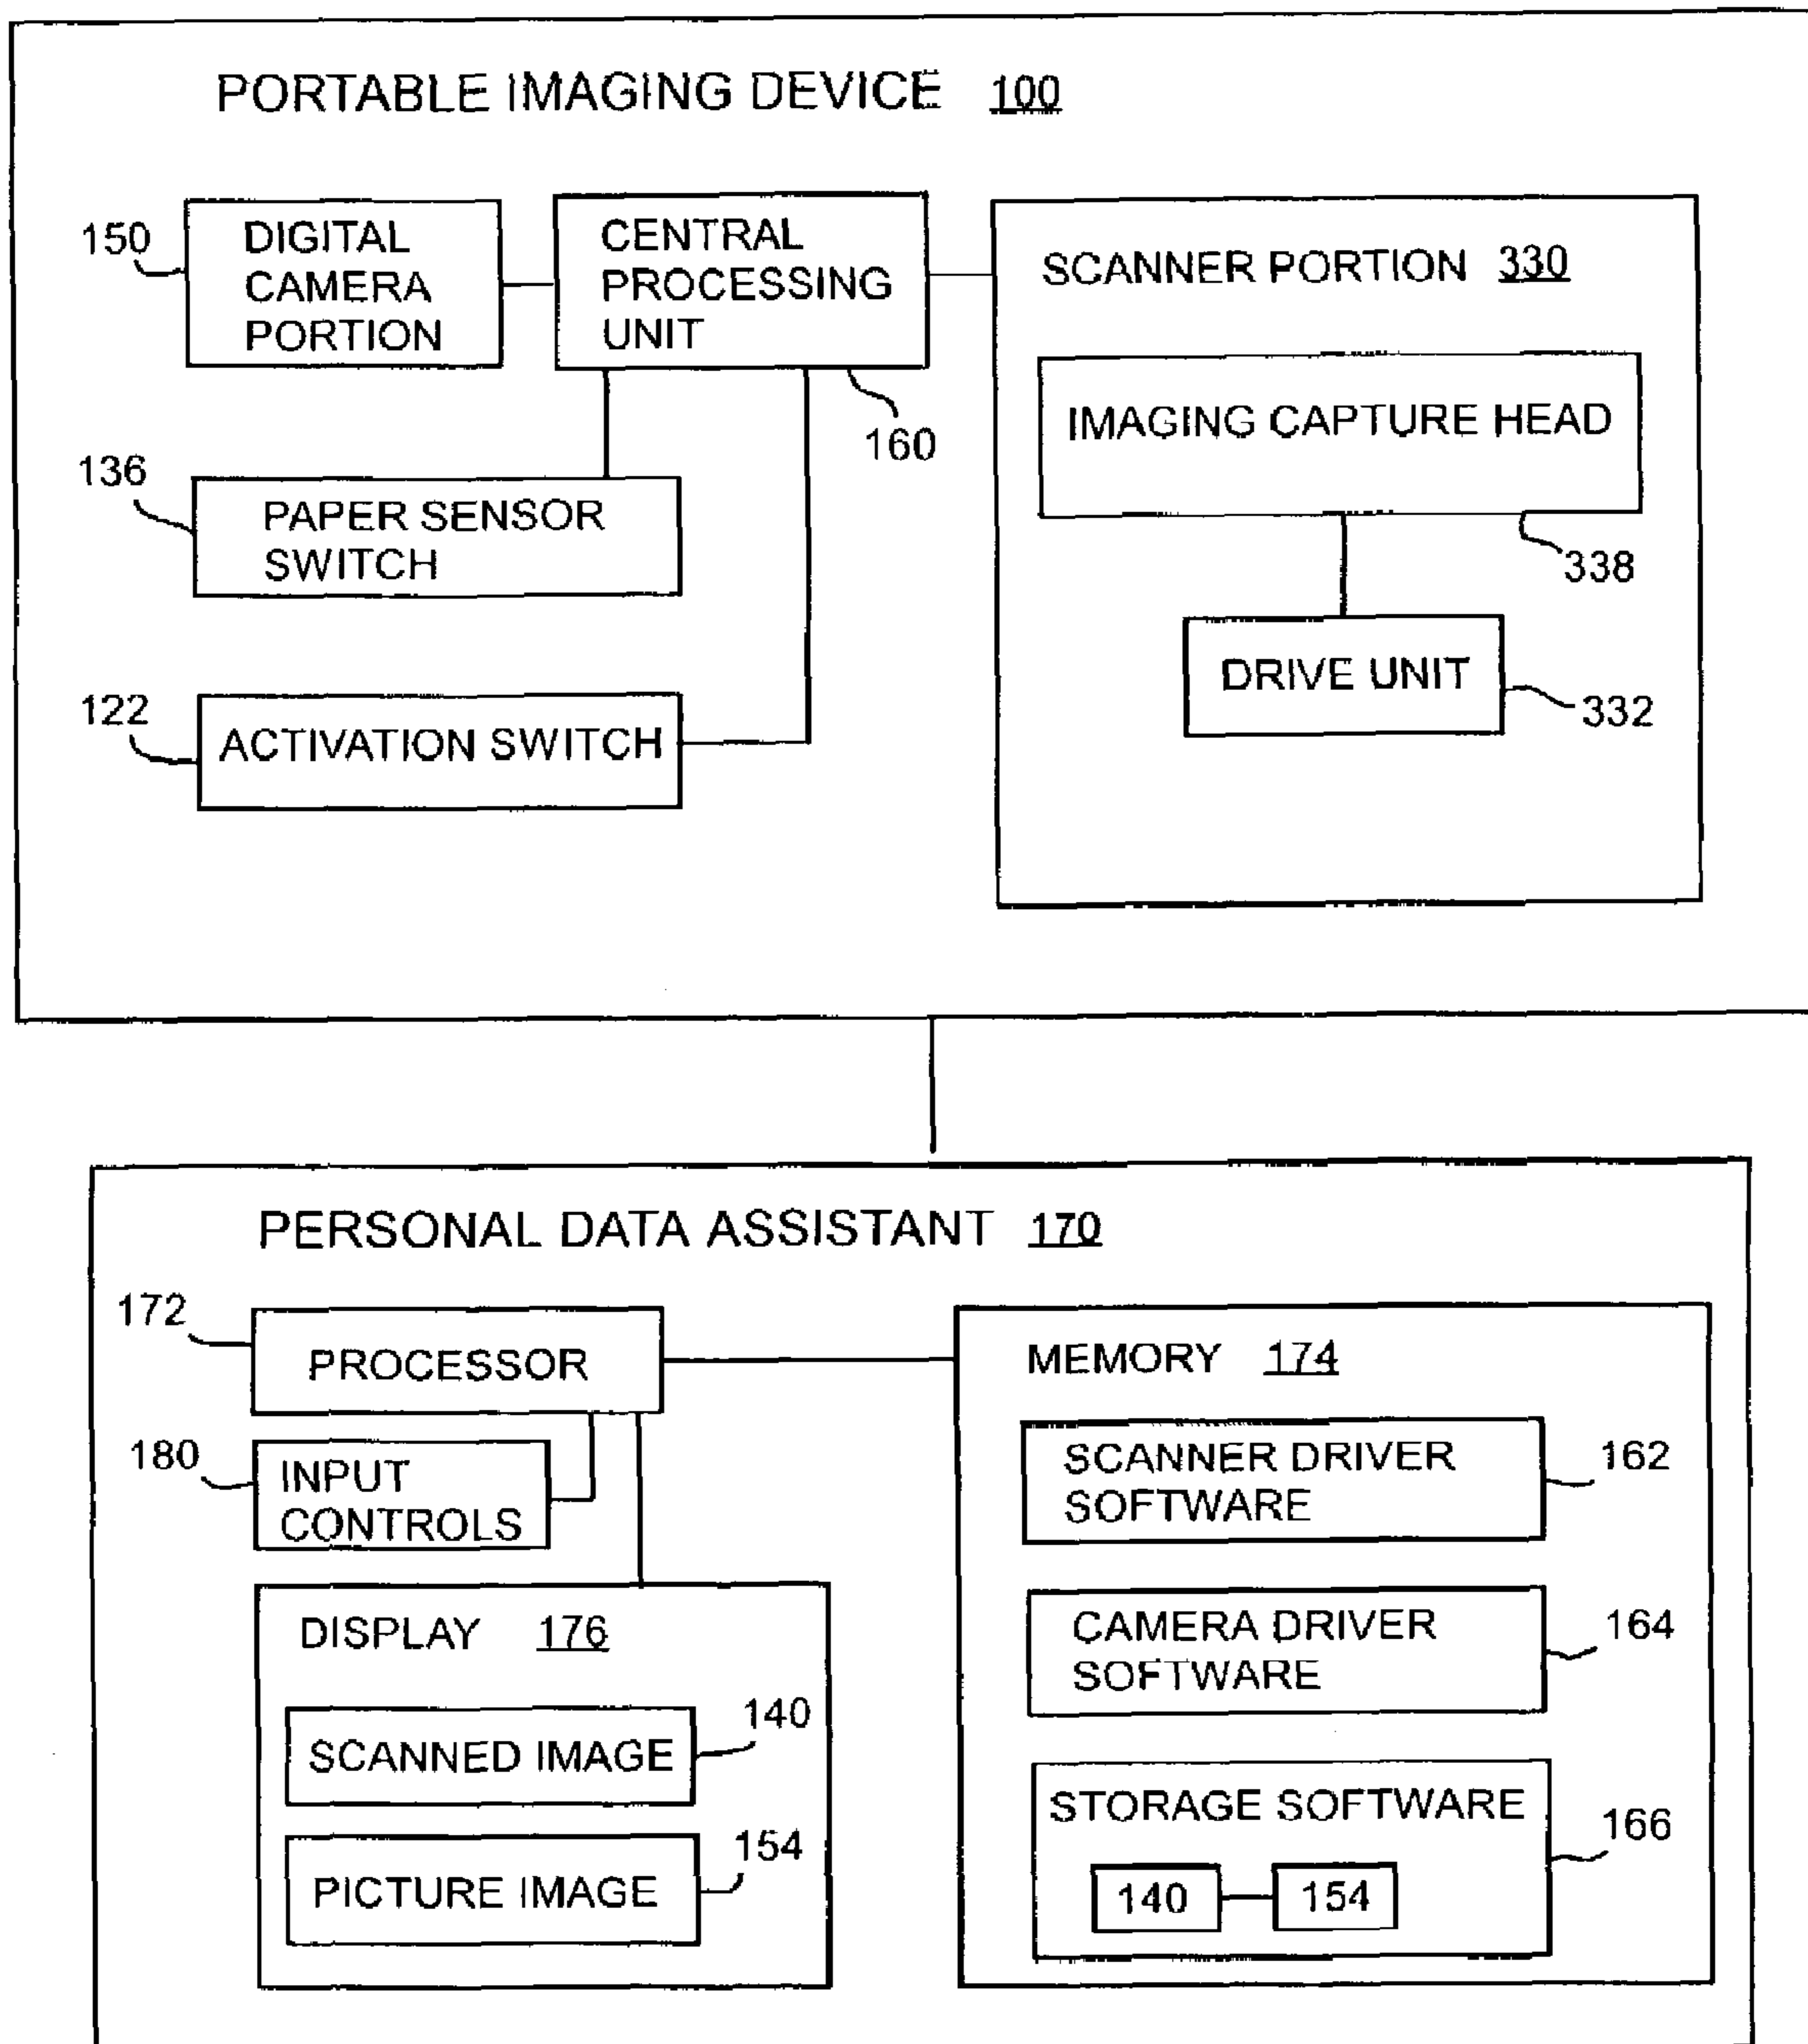 PORTABLE IMAGING DEVICE 100
150
DIGITAL
CAMERA
PORTION
CENTRAL
PROCESSING
UNIT
160
136
PAPER SENSOR
SWITCH
122
ACTIVATION SWITCH
SCANNER PORTION 330
IMAGING CAPTURE HEAD
338
DRIVE UNIT
332
PERSONAL DATA ASSISTANT 170
172
PROCESSOR
180
INPUT
CONTROLS
DISPLAY 176
140
SCANNED IMAGE
154
PICTURE IMAGE
MEMORY 174
SCANNER DRIVER
SOFTWARE
162
CAMERA DRIVER
SOFTWARE
164
STORAGE SOFTWARE
166
140
154